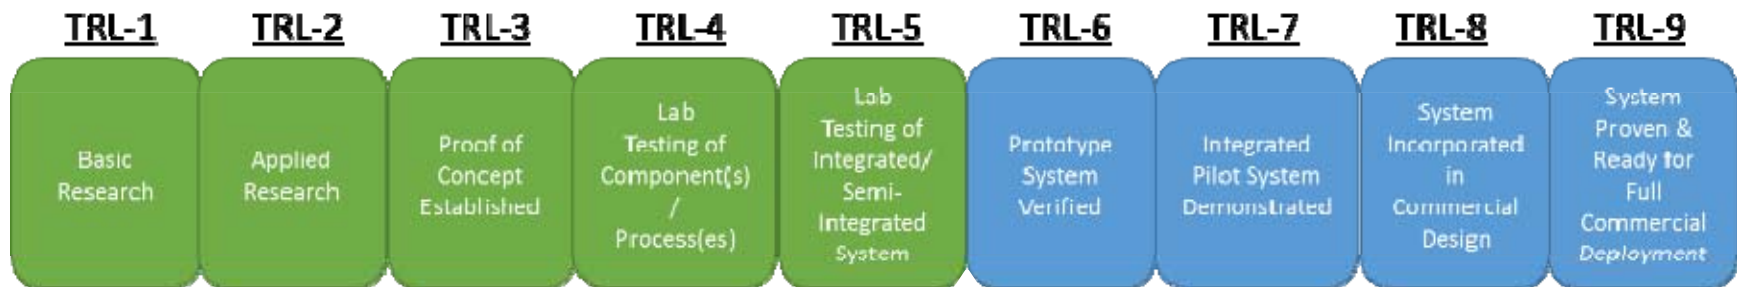 TRL-1
TRL-2
TRL-3
TRL-4
TRL-5
TRL-6
TRL-7
TRL-8
TRL-9
Basic
Research
Applied
Research
Proof of
Concept
Established
Lab
Testing of
Component(s)
/
Process(es)
Lab
Testing of
Integrated/
Semi-
Integrated
System
Prototype
System
Verified
Integrated
Pilot System
Demonstrated
System
Incorporated
in
Commercial
Design
System
Proven &
Ready for
Full
Commercial
Deployment